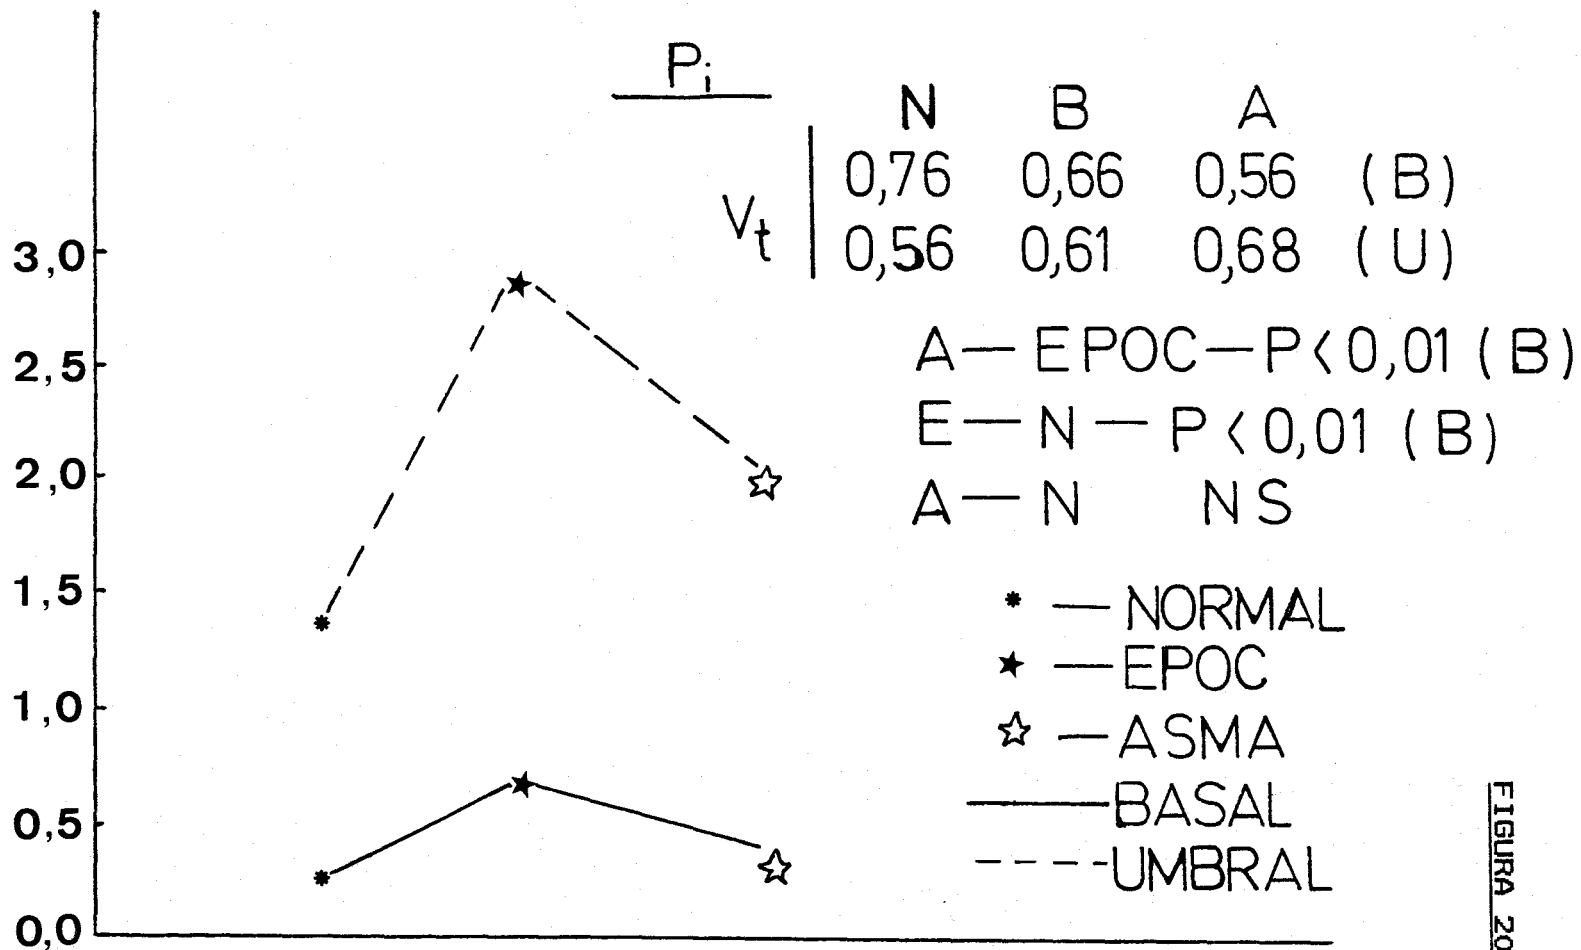 Pi
N B A
Vt
0,76 0,66 0,56 (B)
0,56 0,61 0,68 (U)
A — EPOC — P < 0,01 (B)
E — N — P < 0,01 (B)
A — N NS
— NORMAL
— EPOC
— ASMA
BASAL
UMBRAL
3,0
2,5
2,0
1,5
1,0
0,5
0,0
FIGURA 20